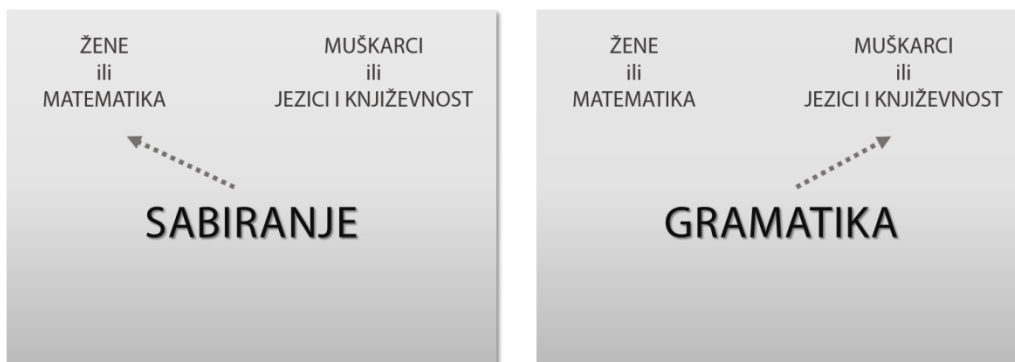 ŽENE
ili
MATEMATIKA
MUŠKARCI
ili
JEZICI I KNJIŽEVNOST
SABIRANJE
ŽENE
ili
MATEMATIKA
MUŠKARCI
ili
JEZICI I KNJIŽEVNOST
GRAMATIKA